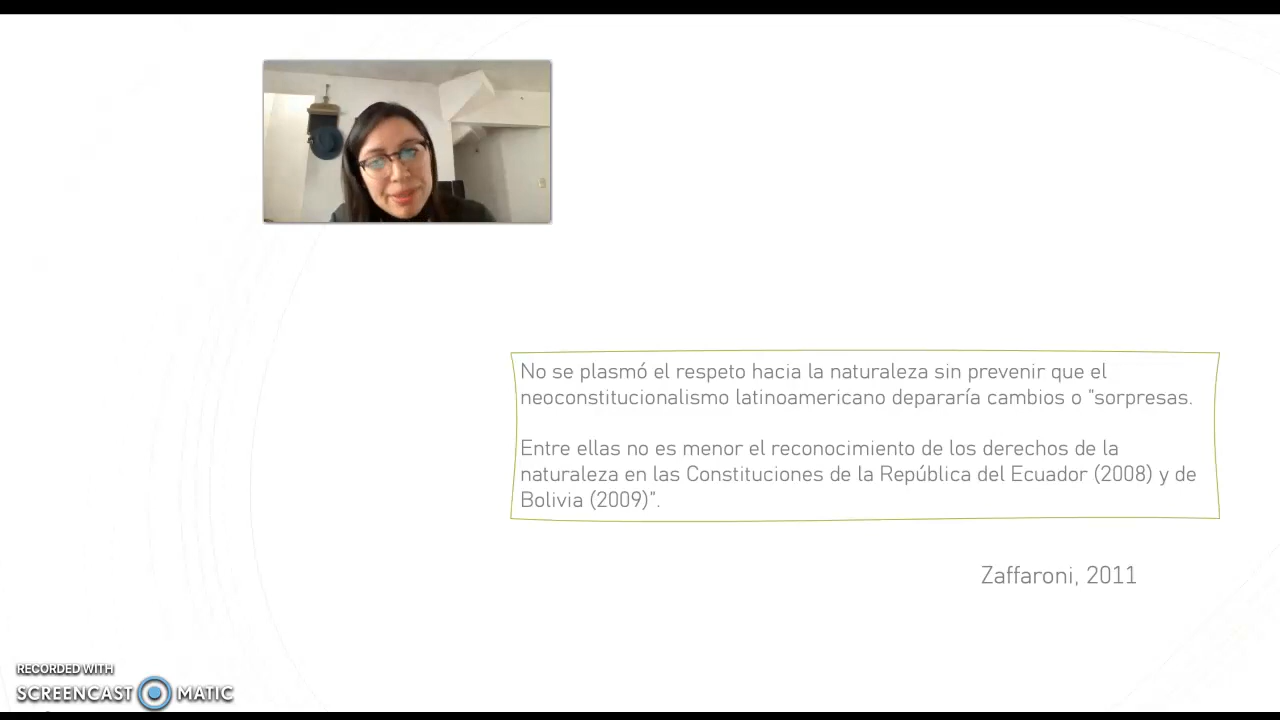 No se plasmó el respeto hacia la naturaleza sin prevenir que el
neoconstitucionalismo latinoamericano depararía cambios o "sorpresas.
Entre ellas no es menor el reconocimiento de los derechos de la
naturaleza en las Constituciones de la República del Ecuador (2008) y de
Bolivia (2009)".
Zaffaroni, 2011
RECORDED WITH
SCREENCAST MATIC